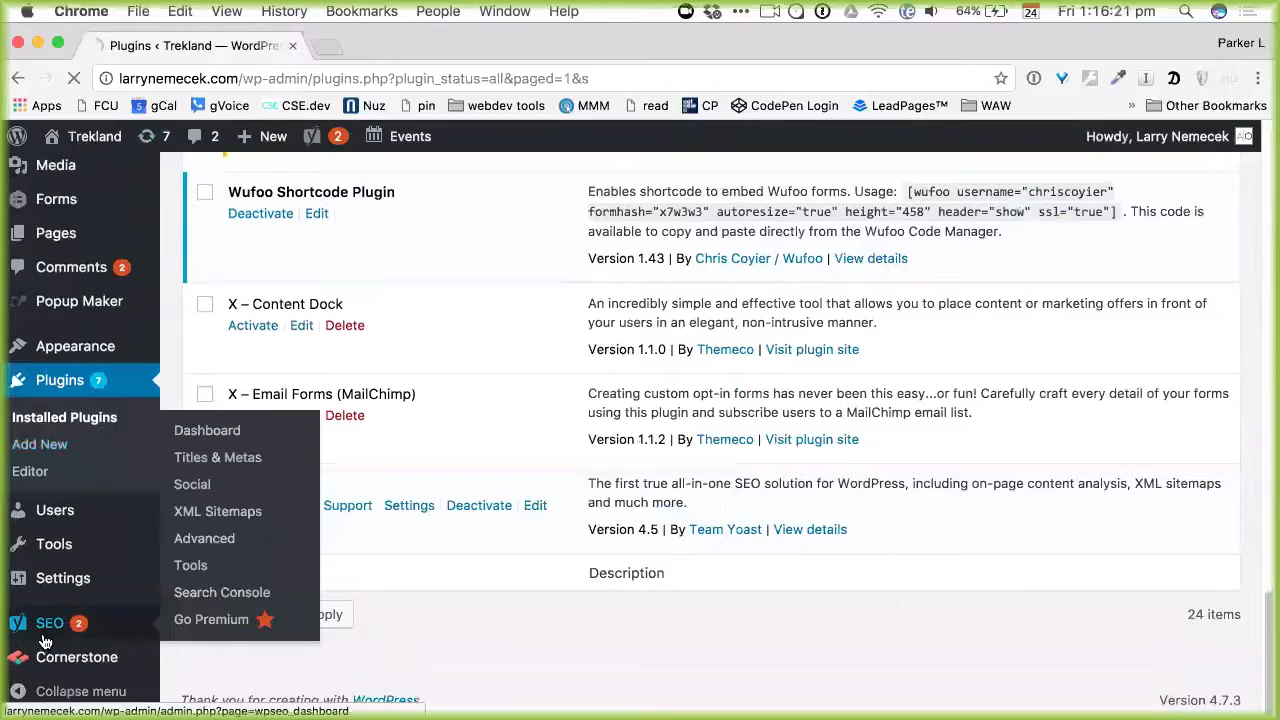 Chrome File Edit View History Bookmarks People Window Help 64% 24 Fri 1:16:21 pm
Plugins ‹ Trekland — WordPre × Parker L
larrynemecek.com/wp-admin/plugins.php?plugin_status=all&paged=1&s
Apps FCU gCal gVoice CSE.dev Nuz pin webdev tools MMM read CP CodePen Login LeadPages™ WAW » Other Bookmarks
Trekland 7 2 New 2 Events Howdy, Larry Nemecek
Media
Forms
Pages
Comments 2
Popup Maker
Appearance
Plugins 7
Installed Plugins
Add New
Editor
Users
Tools
Settings
SEO 2
Cornerstone
Collapse menu
Dashboard
Titles & Metas
Social
XML Sitemaps
Advanced
Tools
Search Console
Go Premium
Wufoo Shortcode Plugin
Deactivate | Edit
Enables shortcode to embed Wufoo forms. Usage: [wufoo username="chriscoyier"
formhash="x7w3w3" autoresize="true" height="458" header="show" ssl="true"] . This code is
available to copy and paste directly from the Wufoo Code Manager.
Version 1.43 | By Chris Coyier / Wufoo | View details
X – Content Dock
Activate | Edit | Delete
An incredibly simple and effective tool that allows you to place content or marketing offers in front of
your users in an elegant, non-intrusive manner.
Version 1.1.0 | By Themeco | Visit plugin site
X – Email Forms (MailChimp)
Delete
Creating custom opt-in forms has never been this easy...or fun! Carefully craft every detail of your forms
using this plugin and subscribe users to a MailChimp email list.
Version 1.1.2 | By Themeco | Visit plugin site
Support | Settings | Deactivate | Edit
The first true all-in-one SEO solution for WordPress, including on-page content analysis, XML sitemaps
and much more.
Version 4.5 | By Team Yoast | View details
Description
pply
24 items
Thank you for creating with WordPress
Version 4.7.3
larrynemecek.com/wp-admin/admin.php?page=wpseo_dashboard